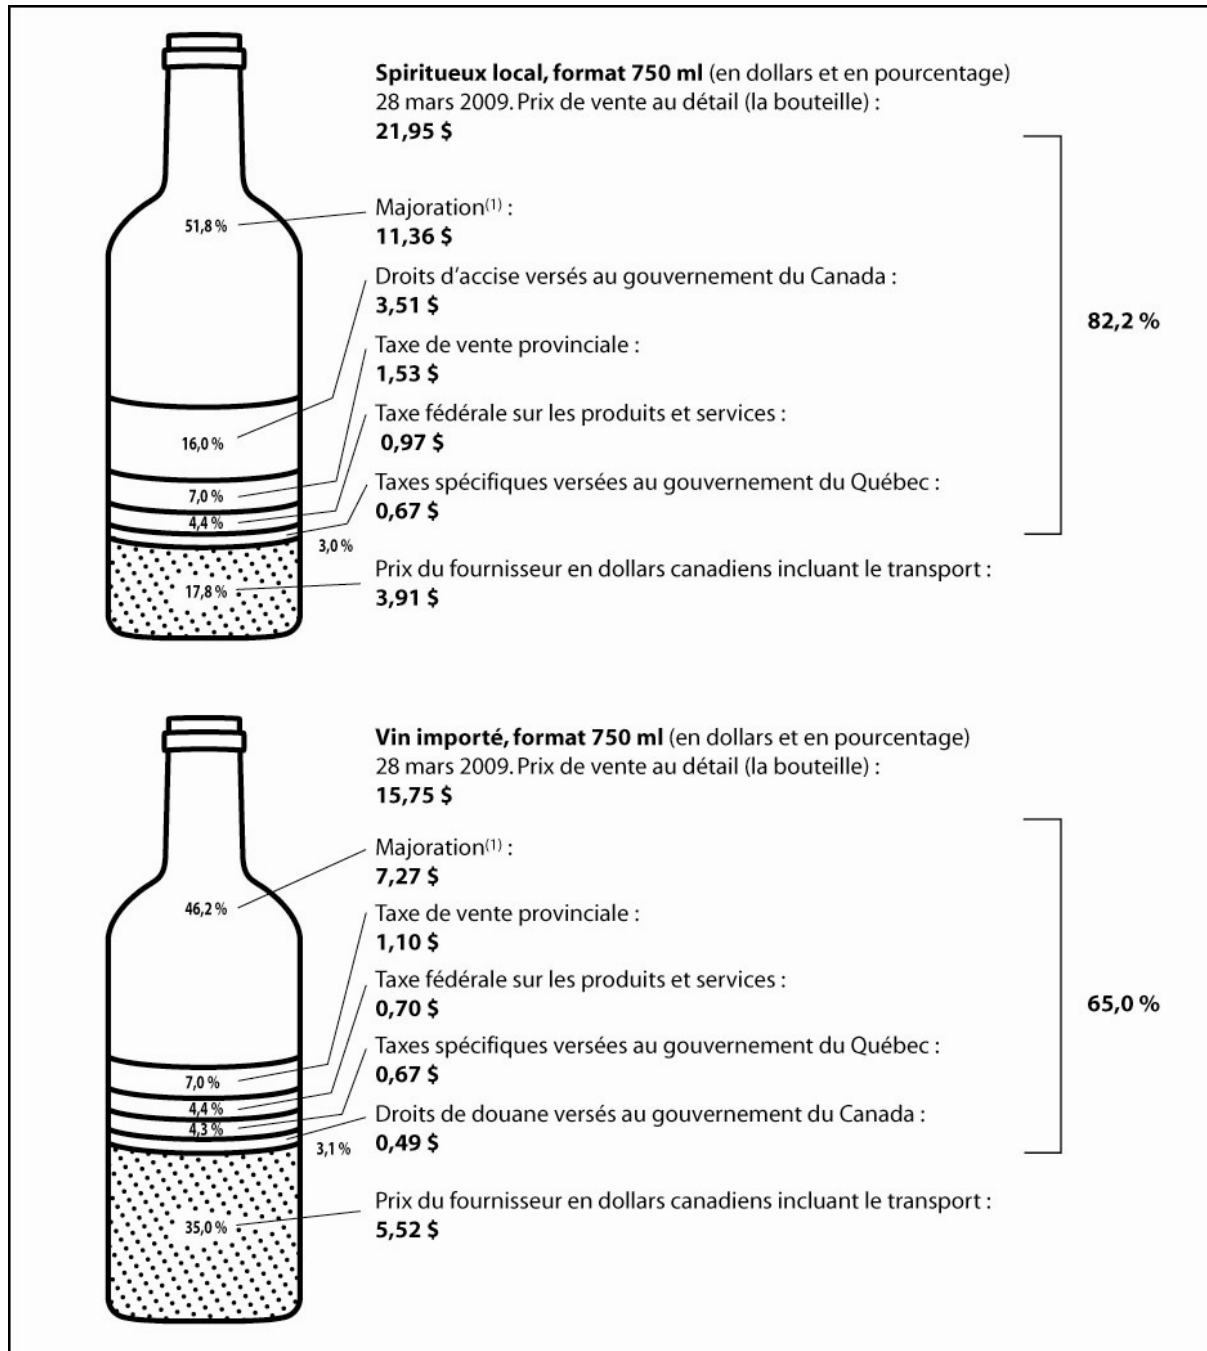 Spiritueux local, format 750 ml (en dollars et en pourcentage)
28 mars 2009. Prix de vente au détail (la bouteille) :
21,95 $
51,8 %
Majoration(1) :
11,36 $
Droits d'accise versés au gouvernement du Canada :
3,51 $
82,2 %
Taxe de vente provinciale :
1,53 $
Taxe fédérale sur les produits et services :
0,97 $
16,0 %
Taxes spécifiques versées au gouvernement du Québec :
0,67 $
7,0 %
4,4 %
3,0 %
Prix du fournisseur en dollars canadiens incluant le transport :
3,91 $
17,8 %
Vin importé, format 750 ml (en dollars et en pourcentage)
28 mars 2009. Prix de vente au détail (la bouteille) :
15,75 $
Majoration(1) :
7,27 $
46,2 %
Taxe de vente provinciale :
1,10 $
Taxe fédérale sur les produits et services :
0,70 $
65,0 %
Taxes spécifiques versées au gouvernement du Québec :
0,67 $
7,0 %
4,4 %
4,3 %
Droits de douane versés au gouvernement du Canada :
0,49 $
3,1 %
Prix du fournisseur en dollars canadiens incluant le transport :
5,52 $
35,0 %